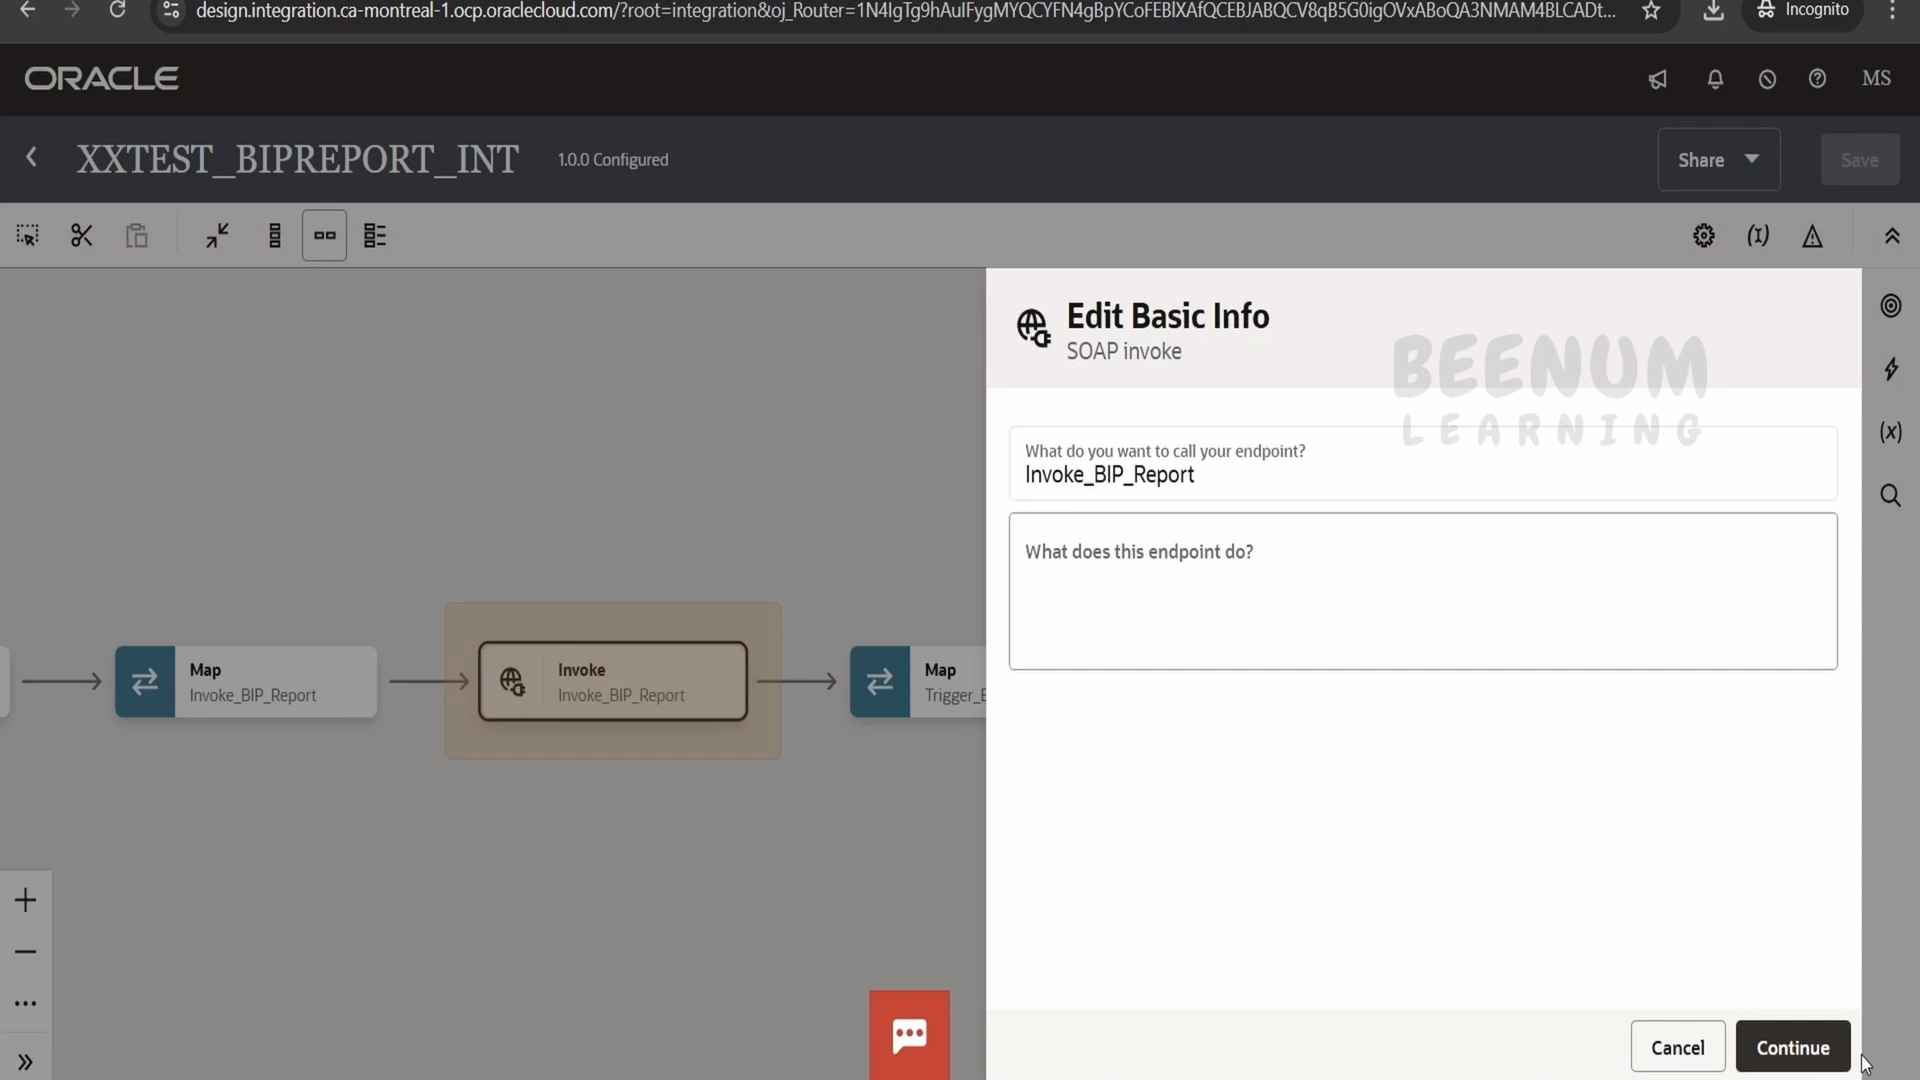 design.integration.ca-montreal-1.ocp.oraclecloud.com/?root=integration&oj_Router=1N4IgTg9hAuIFygMYQCYFN4gBpYCoFEBlXAfQCEBJABQCV8qB5G0igOVxABoQA3NMAM4BLCADt...
Incognito
ORACLE
MS
XXTEST_BIPREPORT_INT
1.0.0 Configured
Share
Save
Edit Basic Info
SOAP invoke
BEENUM
LEARNING
What do you want to call your endpoint?
Invoke_BIP_Report
What does this endpoint do?
Map
Invoke_BIP_Report
Invoke
Invoke_BIP_Report
Map
Trigger_E
Cancel
Continue